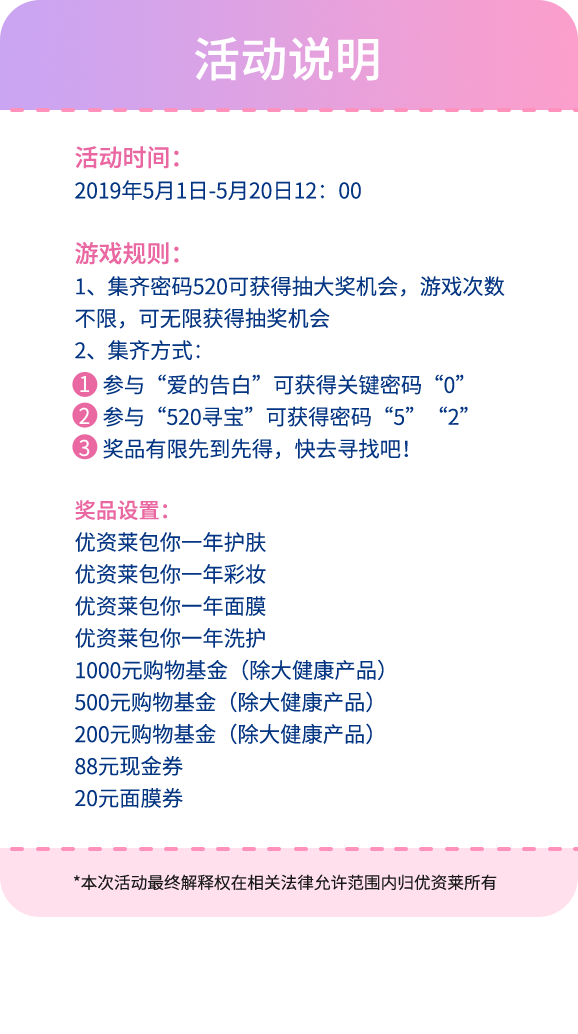 活动说明
活动时间：
2019年5月1日-5月20日12：00
游戏规则：
1、集齐密码520可获得抽大奖机会，游戏次数
不限，可无限获得抽奖机会
2、集齐方式：
1 参与“爱的告白”可获得关键密码“0”
2 参与“520寻宝”可获得密码“5” “2”
3 奖品有限先到先得，快去寻找吧！
奖品设置：
优资莱包你一年护肤
优资莱包你一年彩妆
优资莱包你一年面膜
优资莱包你一年洗护
1000元购物基金（除大健康产品）
500元购物基金（除大健康产品）
200元购物基金（除大健康产品）
88元现金券
20元面膜券
*本次活动最终解释权在相关法律允许范围内归优资莱所有